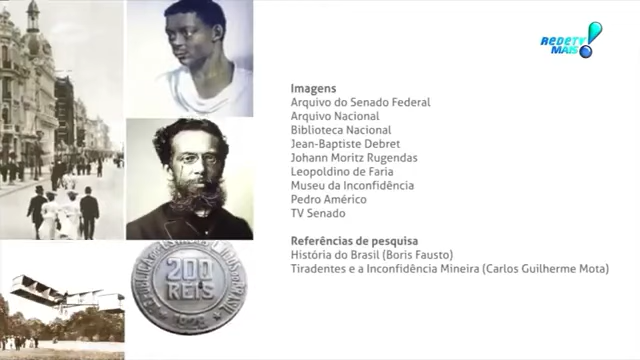 REDETV!
MAIS
Imagens
Arquivo do Senado Federal
Arquivo Nacional
Biblioteca Nacional
Jean-Baptiste Debret
Johann Moritz Rugendas
Leopoldino de Faria
Museu da Inconfidência
Pedro Américo
TV Senado
Referências de pesquisa
História do Brasil (Boris Fausto)
Tiradentes e a Inconfidência Mineira (Carlos Guilherme Mota)
200
RÉIS